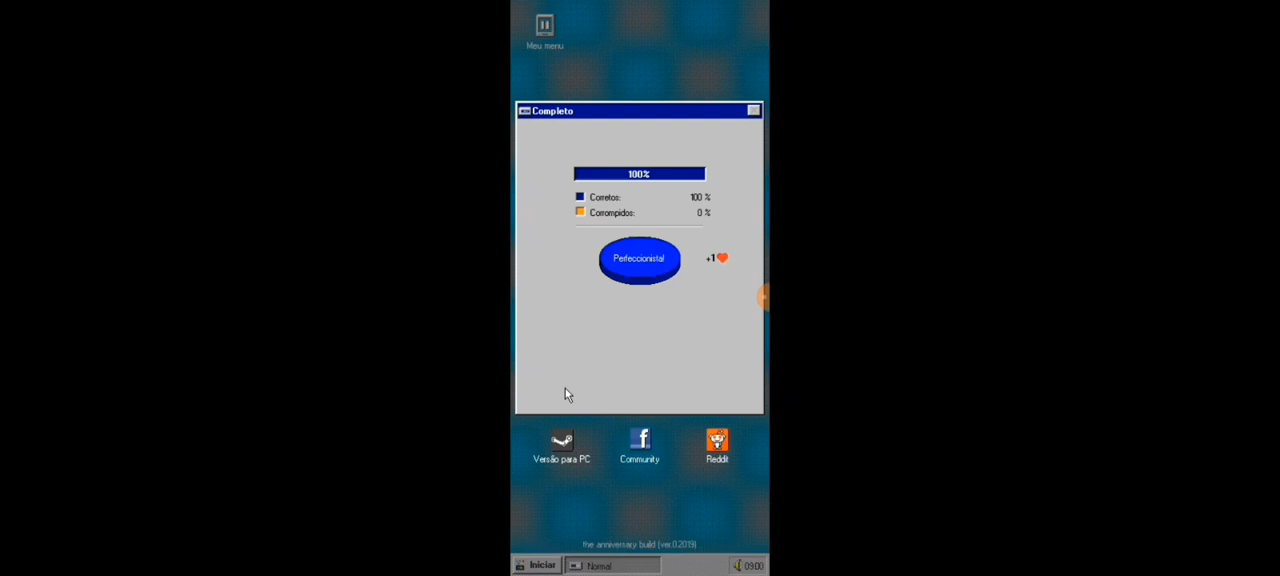 Meu menu
Completo
100%
Corretos: 100 %
Corrompidos: 0 %
Perfeccionista!
+1
Versão para PC
Community
Reddit
the anniversary build (ver.0.2019)
Iniciar
Normal
09:00